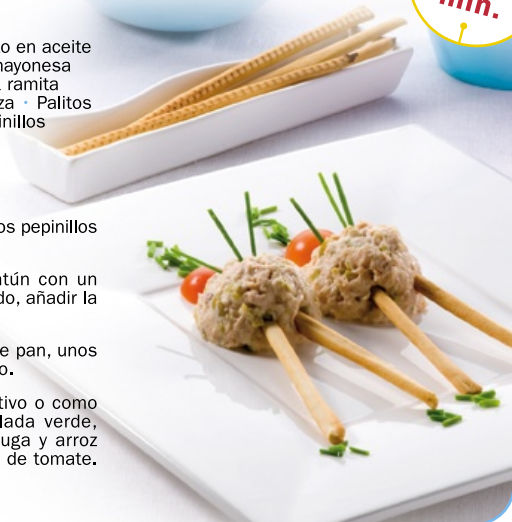 min.
o en aceite
nayonesa
ramita
za · Palitos
inillos
os pepinillos
atún con un
do, añadir la
e pan, unos
o.
tivo o como
lada verde,
uga y arroz
de tomate.